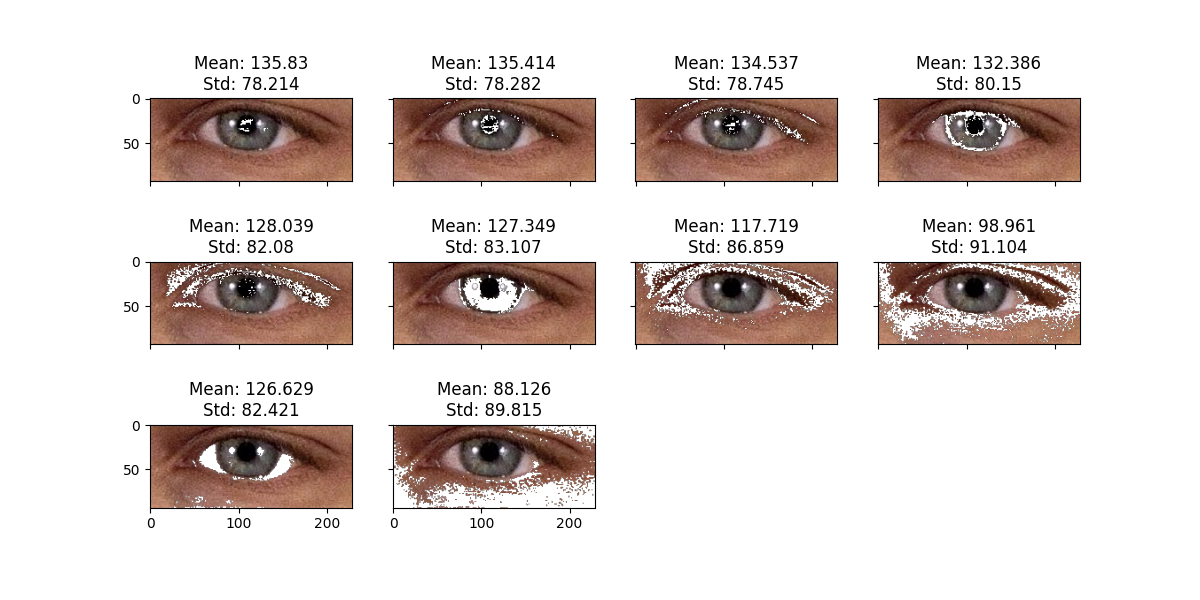 Mean: 135.83
Std: 78.214
Mean: 135.414
Std: 78.282
Mean: 134.537
Std: 78.745
Mean: 132.386
Std: 80.15
0
50
Mean: 128.039
Std: 82.08
Mean: 127.349
Std: 83.107
Mean: 117.719
Std: 86.859
Mean: 98.961
Std: 91.104
0
50
Mean: 126.629
Std: 82.421
Mean: 88.126
Std: 89.815
0
50
0 100 200
0 100 200